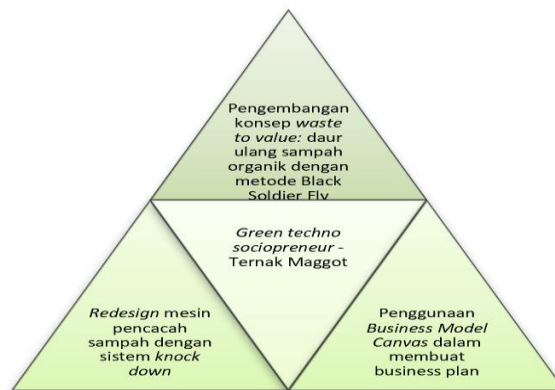 Pengembangan
konsep waste
to value: daur
ulang sampah
organik dengan
metode Black
Soldier Fly
Green techno
sociopreneur -
Ternak Maggot
Redesign mesin
pencacah
sampah dengan
sistem knock
down
Penggunaan
Business Model
Canvas dalam
membuat
business plan